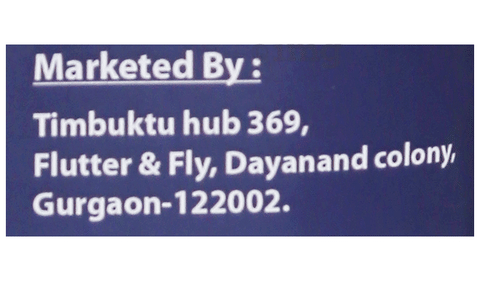 Marketed By :
Timbuktu hub 369,
Flutter & Fly, Dayanand colony,
Gurgaon-122002.